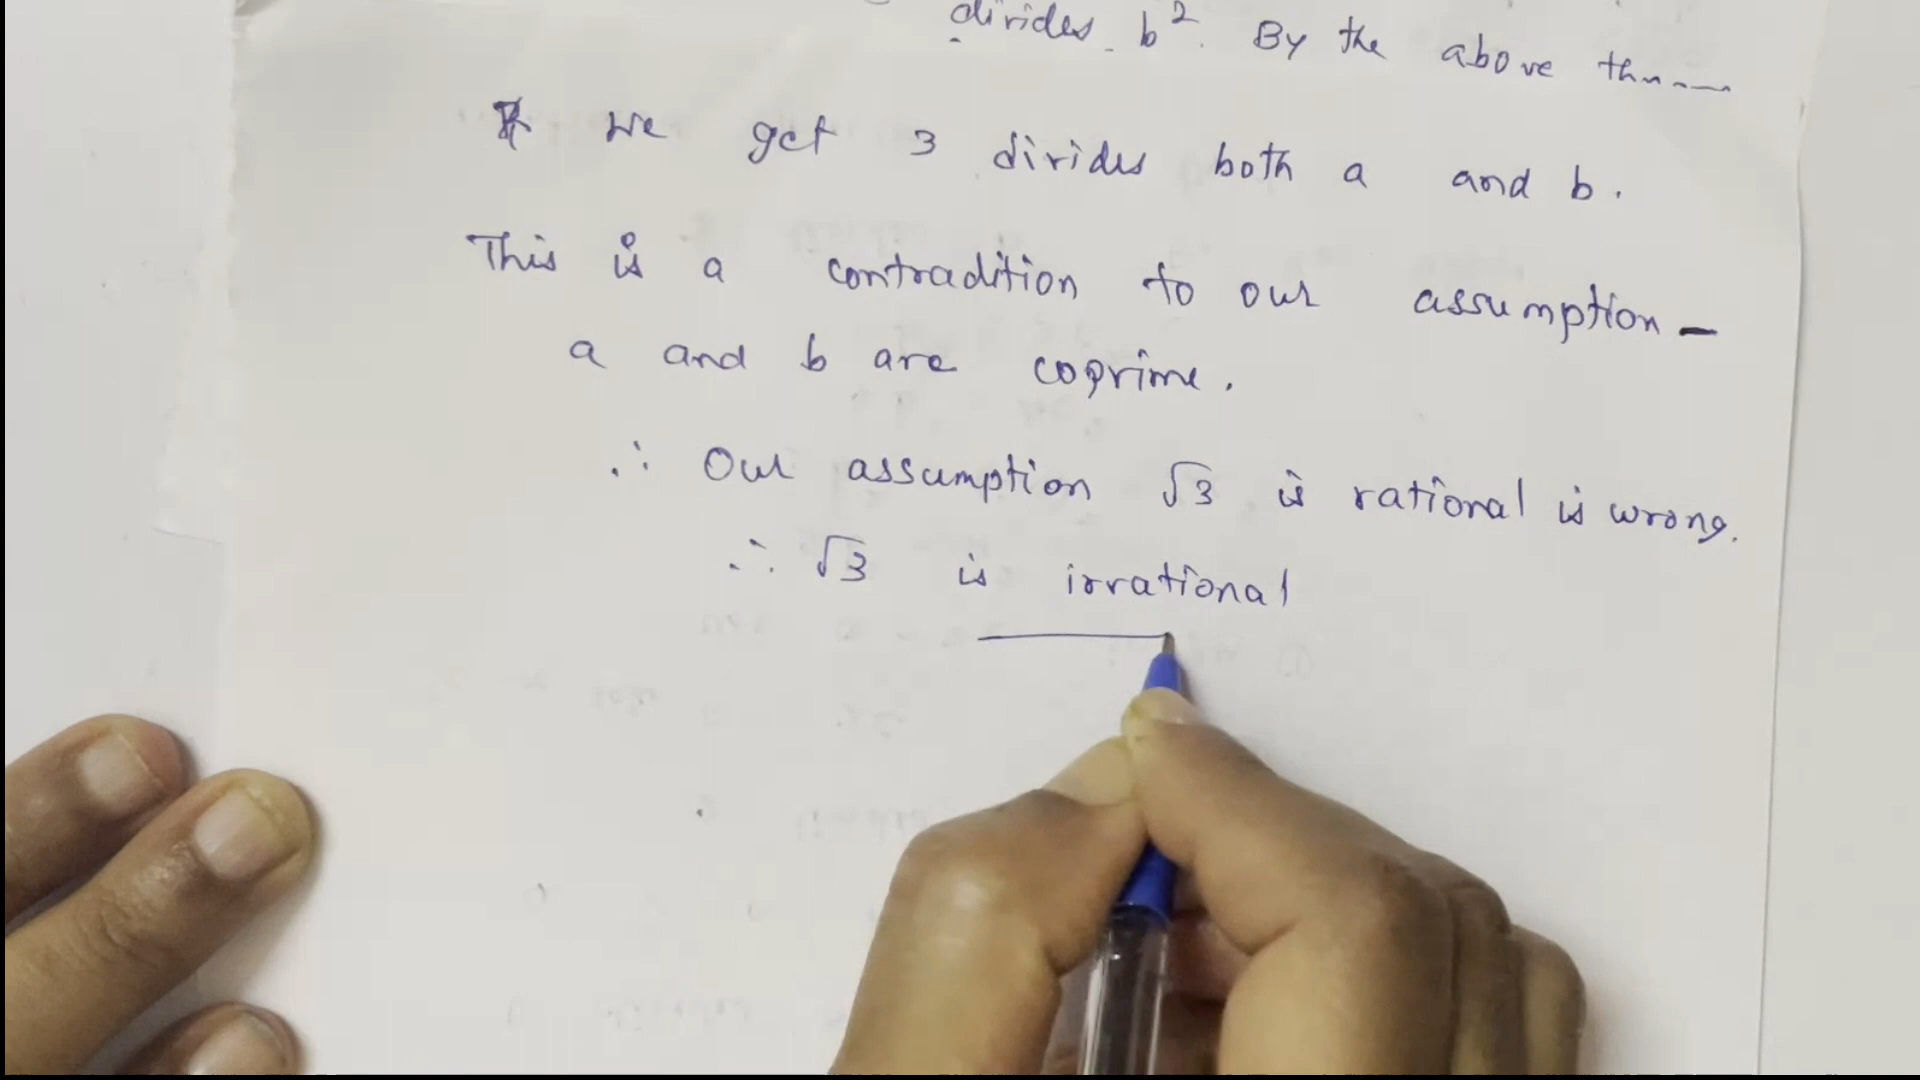 divides b². By the above
we get 3 divides both a and b.
This is a contradition to our assumption -
a and b are coprime.
∴ Our assumption √3 is rational is wrong.
∴ √3 is irrational